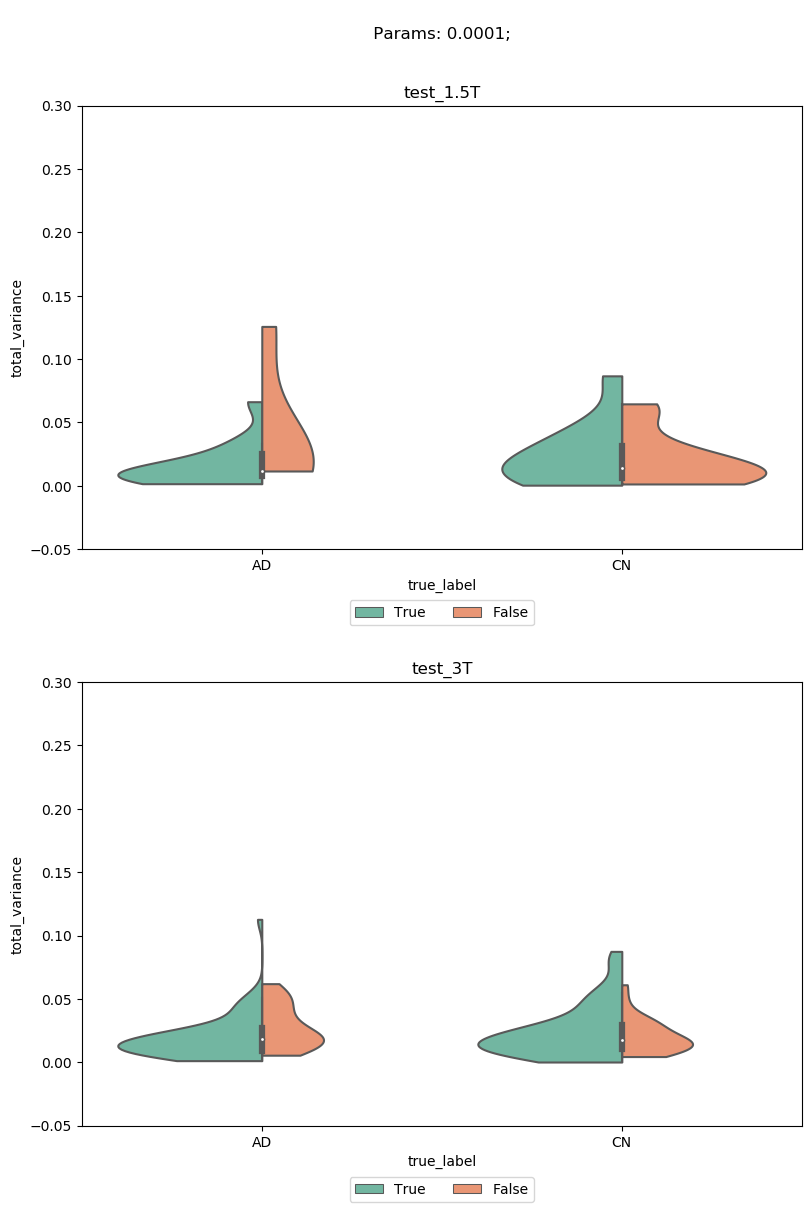 Params: 0.0001;
test_1.5T
0.30
0.25
0.20
0.15
0.10
0.05
0.00
−0.05
total_variance
AD CN
true_label
True False
test_3T
0.30
0.25
0.20
0.15
0.10
0.05
0.00
−0.05
total_variance
AD CN
true_label
True False